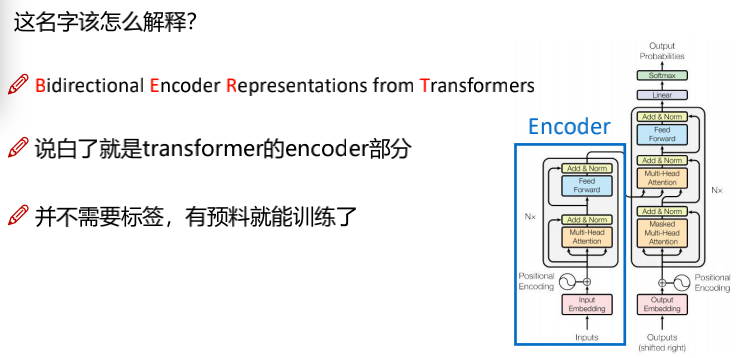 这名字该怎么解释？
Bidirectional Encoder Representations from Transformers
说白了就是transformer的encoder部分
并不需要标签，有预料就能训练了
Encoder
Output
Probabilities
Softmax
Linear
Add & Norm
Feed
Forward
Add & Norm
Multi-Head
Attention
Nx
Add & Norm
Masked
Multi-Head
Attention
Positional
Encoding
Output
Embedding
Outputs
(shifted right)
Add & Norm
Feed
Forward
Nx
Add & Norm
Multi-Head
Attention
Positional
Encoding
Input
Embedding
Inputs